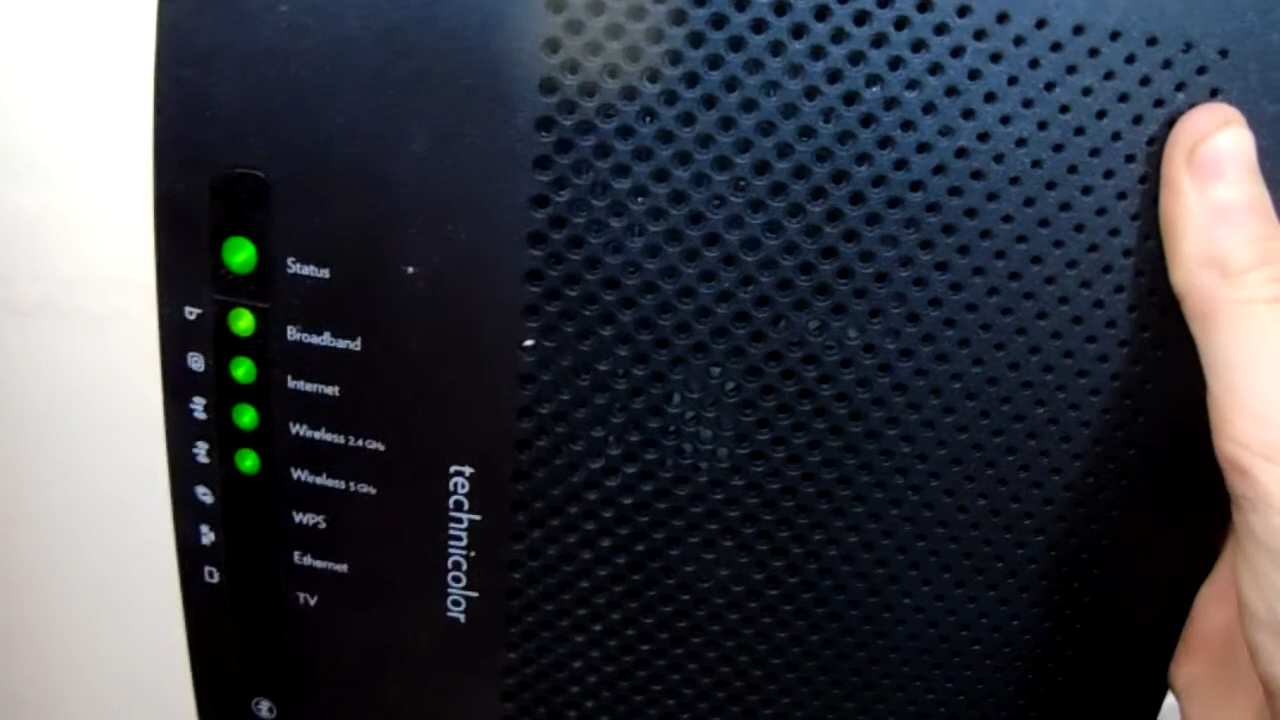 Status
Broadband
Internet
Wireless 2.4 GHz
Wireless 5 GHz
WPS
Ethernet
TV
technicolor